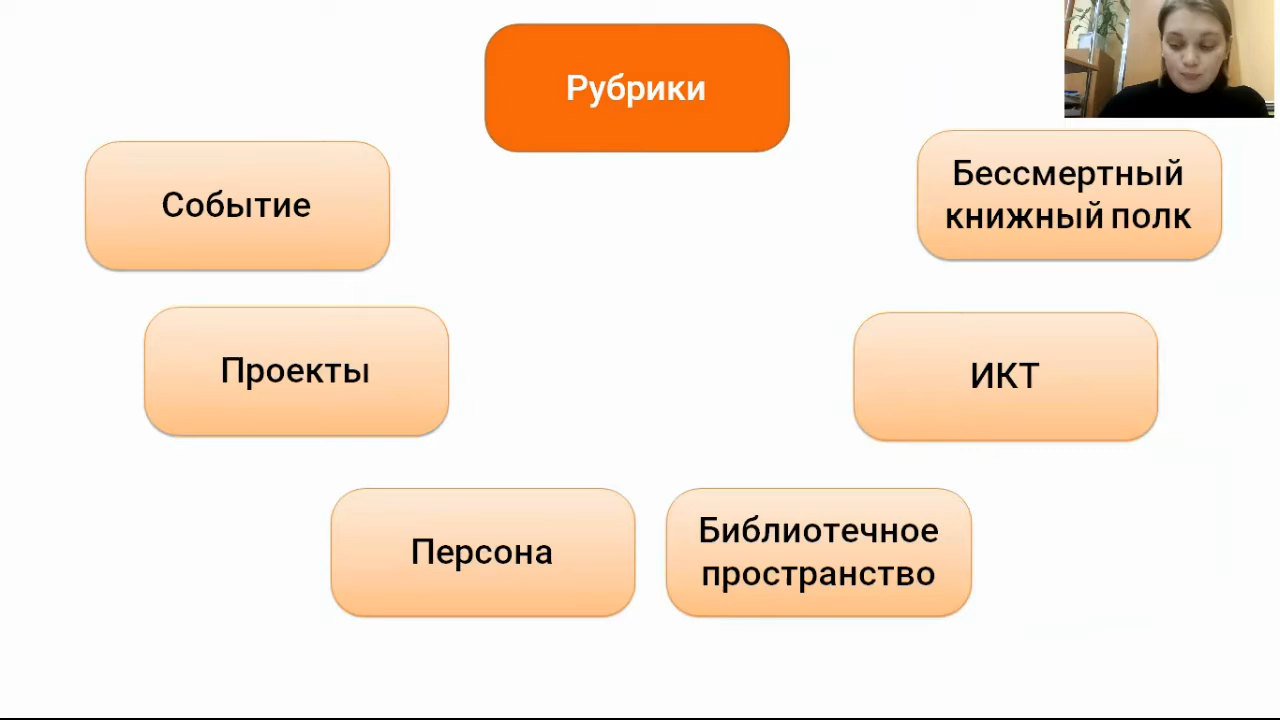 Рубрики
Событие
Бессмертный
книжный полк
Проекты
ИКТ
Персона
Библиотечное
пространство